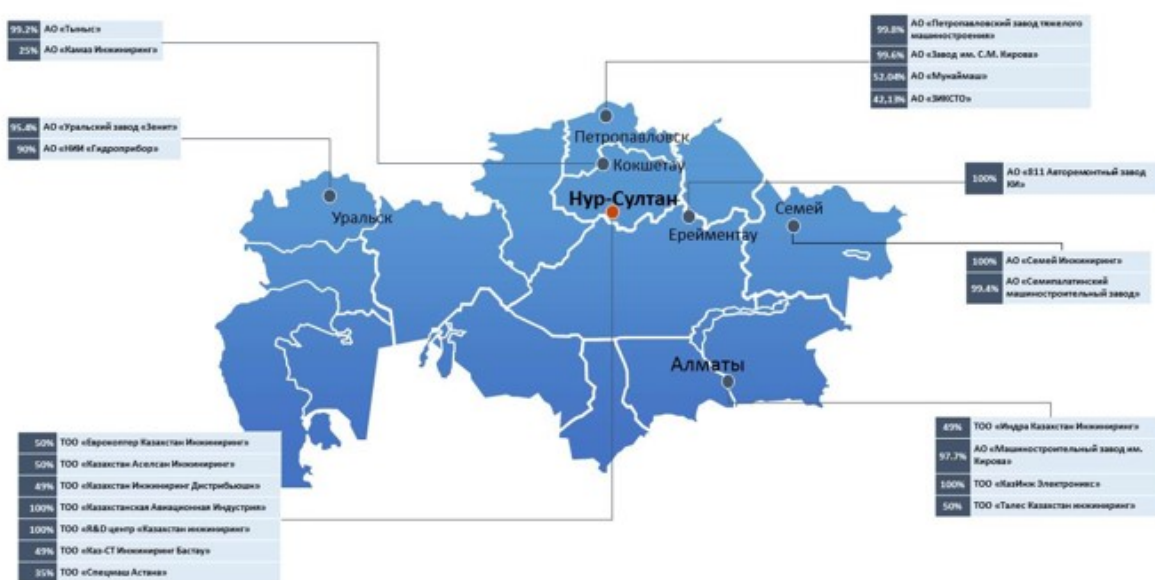 99.2% АО «Тыныс»
25% АО «Камаз Инжиниринг»
99.8% АО «Петропавловский завод тяжелого
машиностроения»
99.6% АО «Завод им. С.М. Кирова»
52.04% АО «Мунаймаш»
42,13% АО «ЗИКСТО»
95.4% АО «Уральский завод «Зенит»
90% АО «НИИ «Гидроприбор»
100% АО «811 Авторемонтный завод
КИ»
100% АО «Семей Инжиниринг»
99.4% АО «Семипалатинский
машиностроительный завод»
Петропавловск
Кокшетау
Нур-Султан
Уральск
Ерейментау
Семей
Алматы
50% ТОО «Еврокоптер Казахстан Инжиниринг»
50% ТОО «Казахстан Аселсан Инжиниринг»
49% ТОО «Казахстан Инжиниринг Дистрибьюшн»
100% ТОО «Казахстанская Авиационная Индустрия»
100% ТОО «R&D центр «Казахстан инжиниринг»
49% ТОО «Каз-СТ Инжиниринг Бастау»
35% ТОО «Спецмаш Астана»
49% ТОО «Индра Казахстан Инжиниринг»
97.7% АО «Машиностроительный завод им.
Кирова»
100% ТОО «КазИнж Электроникс»
50% ТОО «Талес Казахстан инжиниринг»